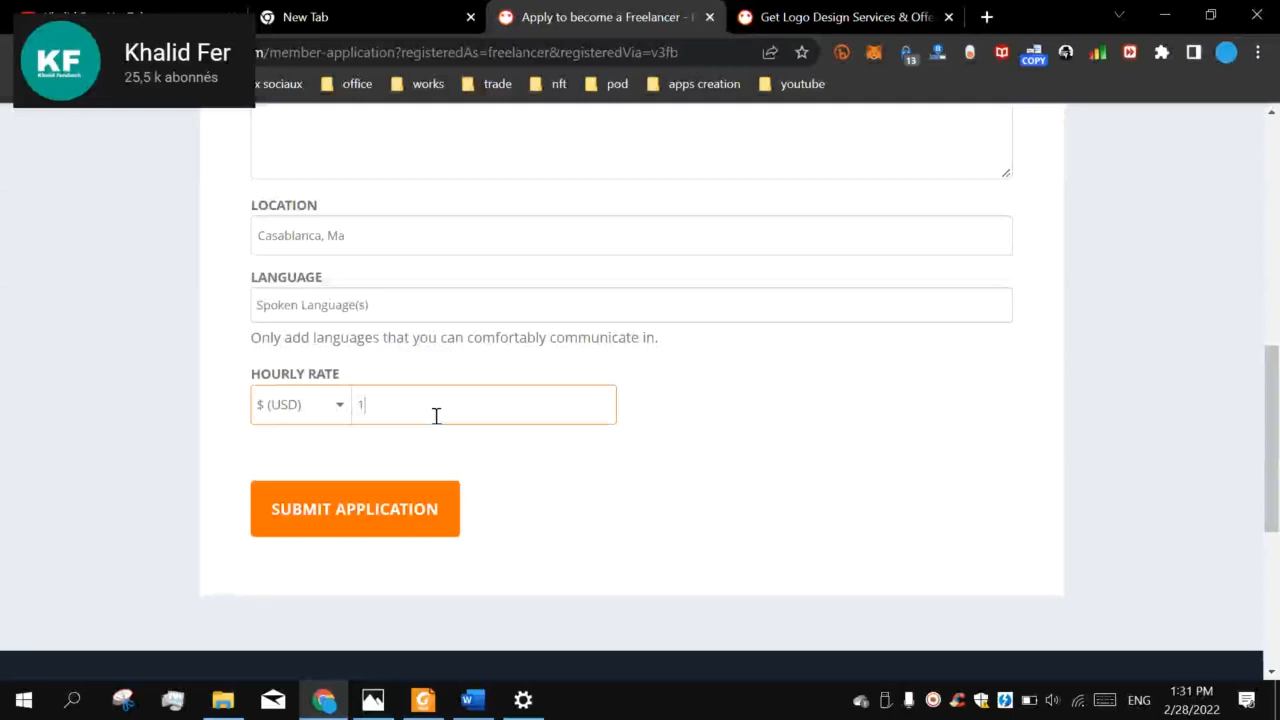 New Tab
Apply to become a Freelancer -
Get Logo Design Services & Offe
KF
Khalid Fer
25,5 k abonnés
m/member-application?registeredAs=freelancer&registeredVia=v3fb
13
COPY
x sociaux
office
works
trade
nft
pod
apps creation
youtube
LOCATION
Casablanca, Ma
LANGUAGE
Spoken Language(s)
Only add languages that you can comfortably communicate in.
HOURLY RATE
$ (USD)
1
SUBMIT APPLICATION
ENG
1:31 PM
2/28/2022